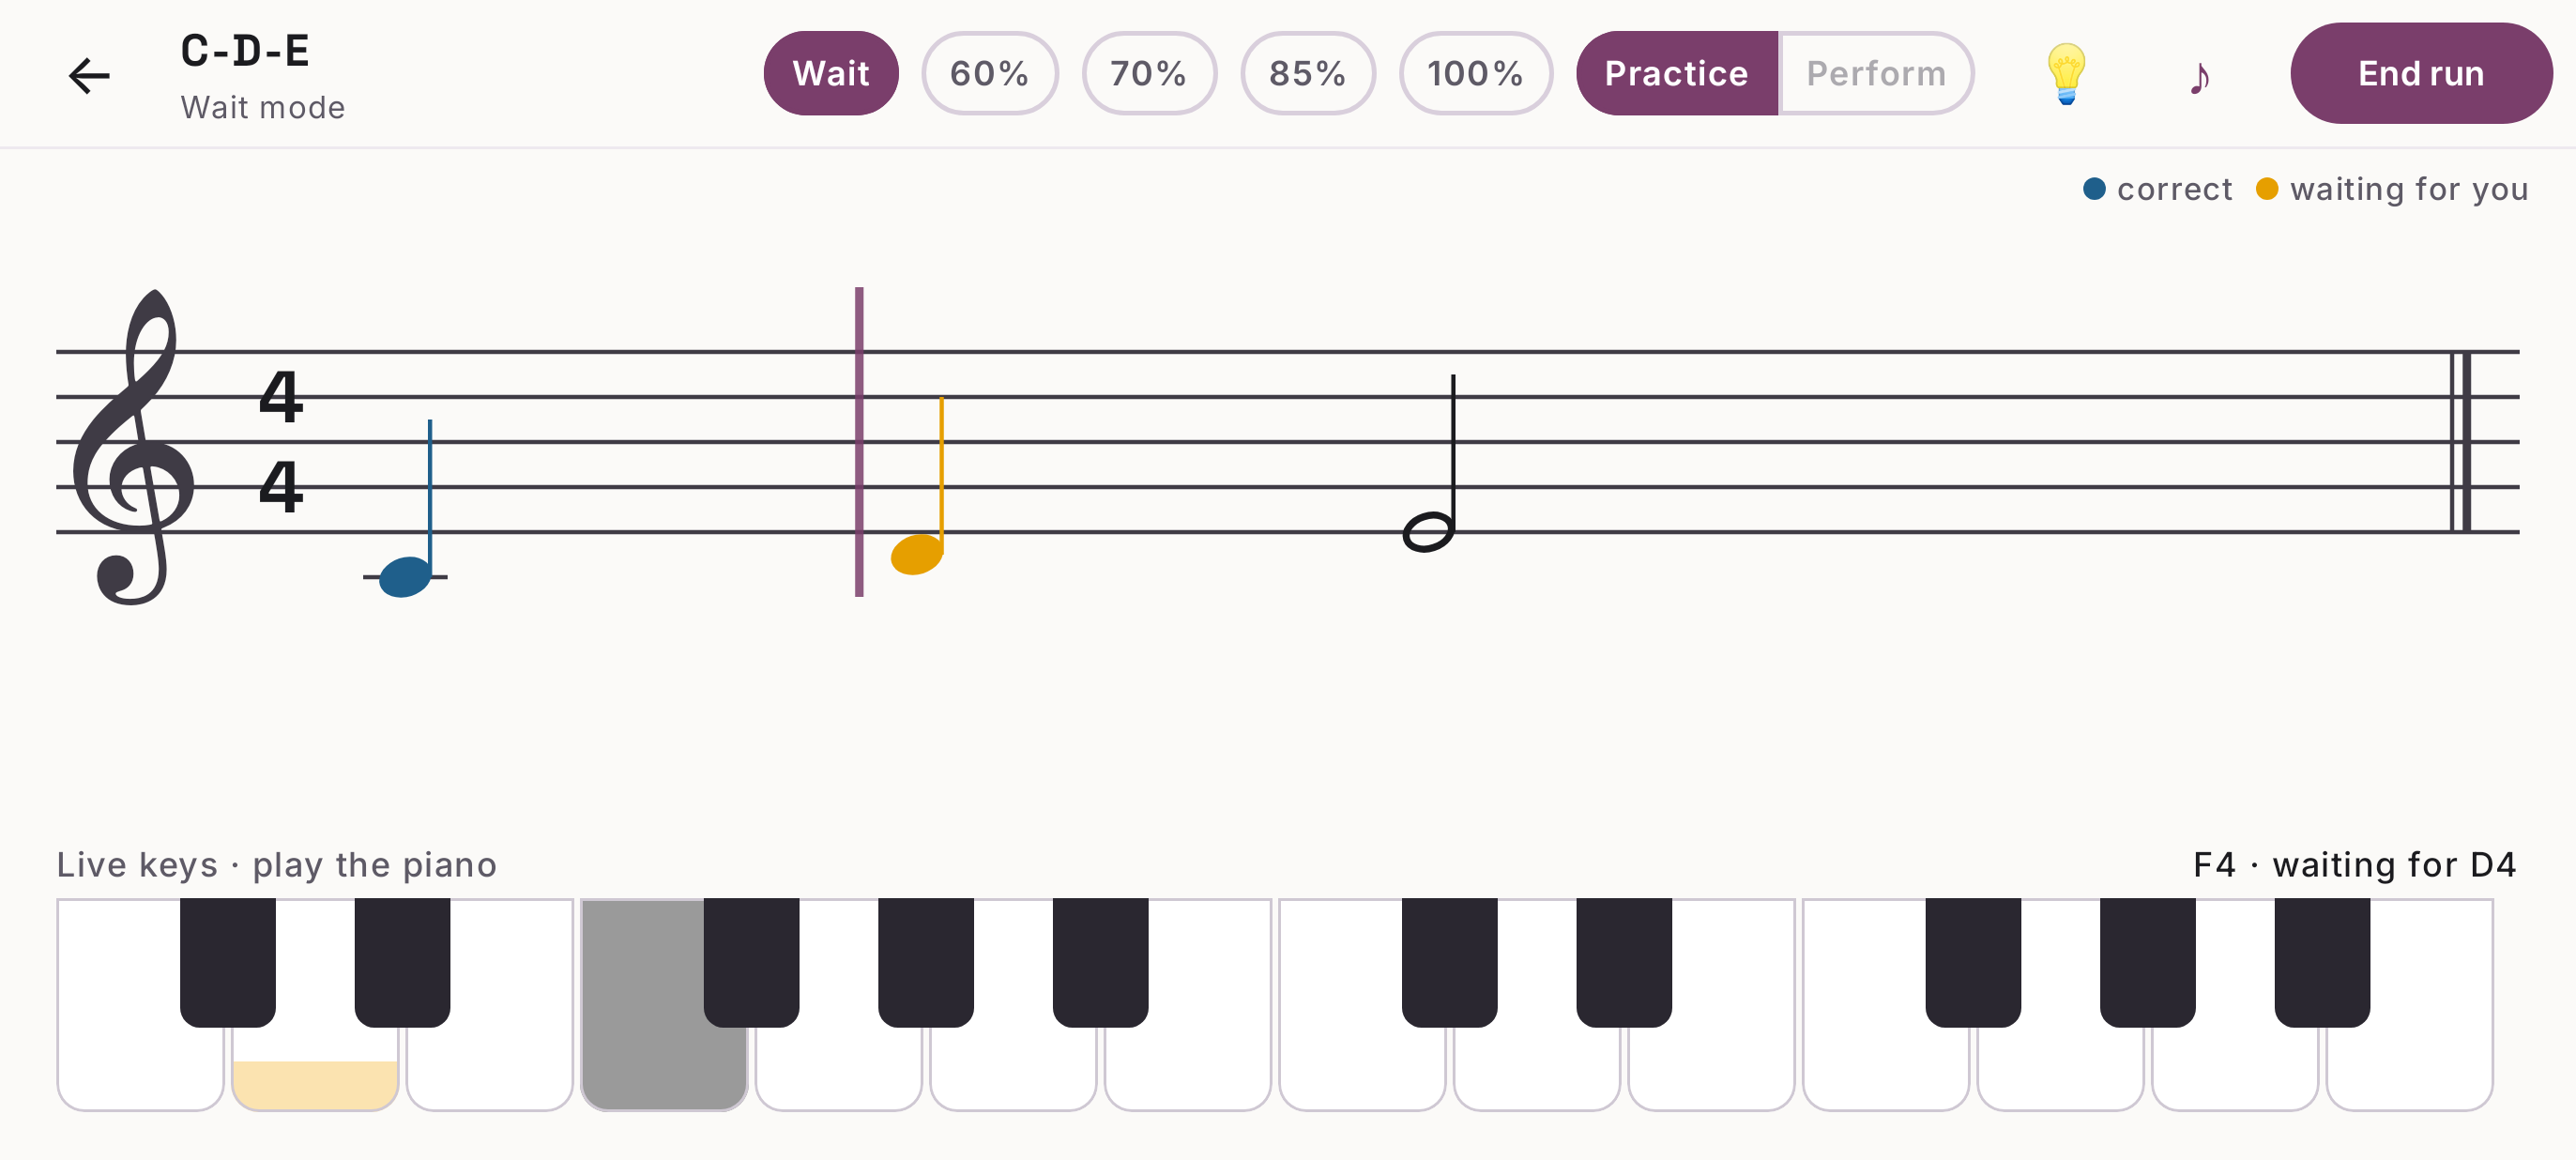 C-D-E
Wait mode
Wait 60% 70% 85% 100% Practice Perform End run
correct waiting for you
4
4
Live keys · play the piano
F4 · waiting for D4